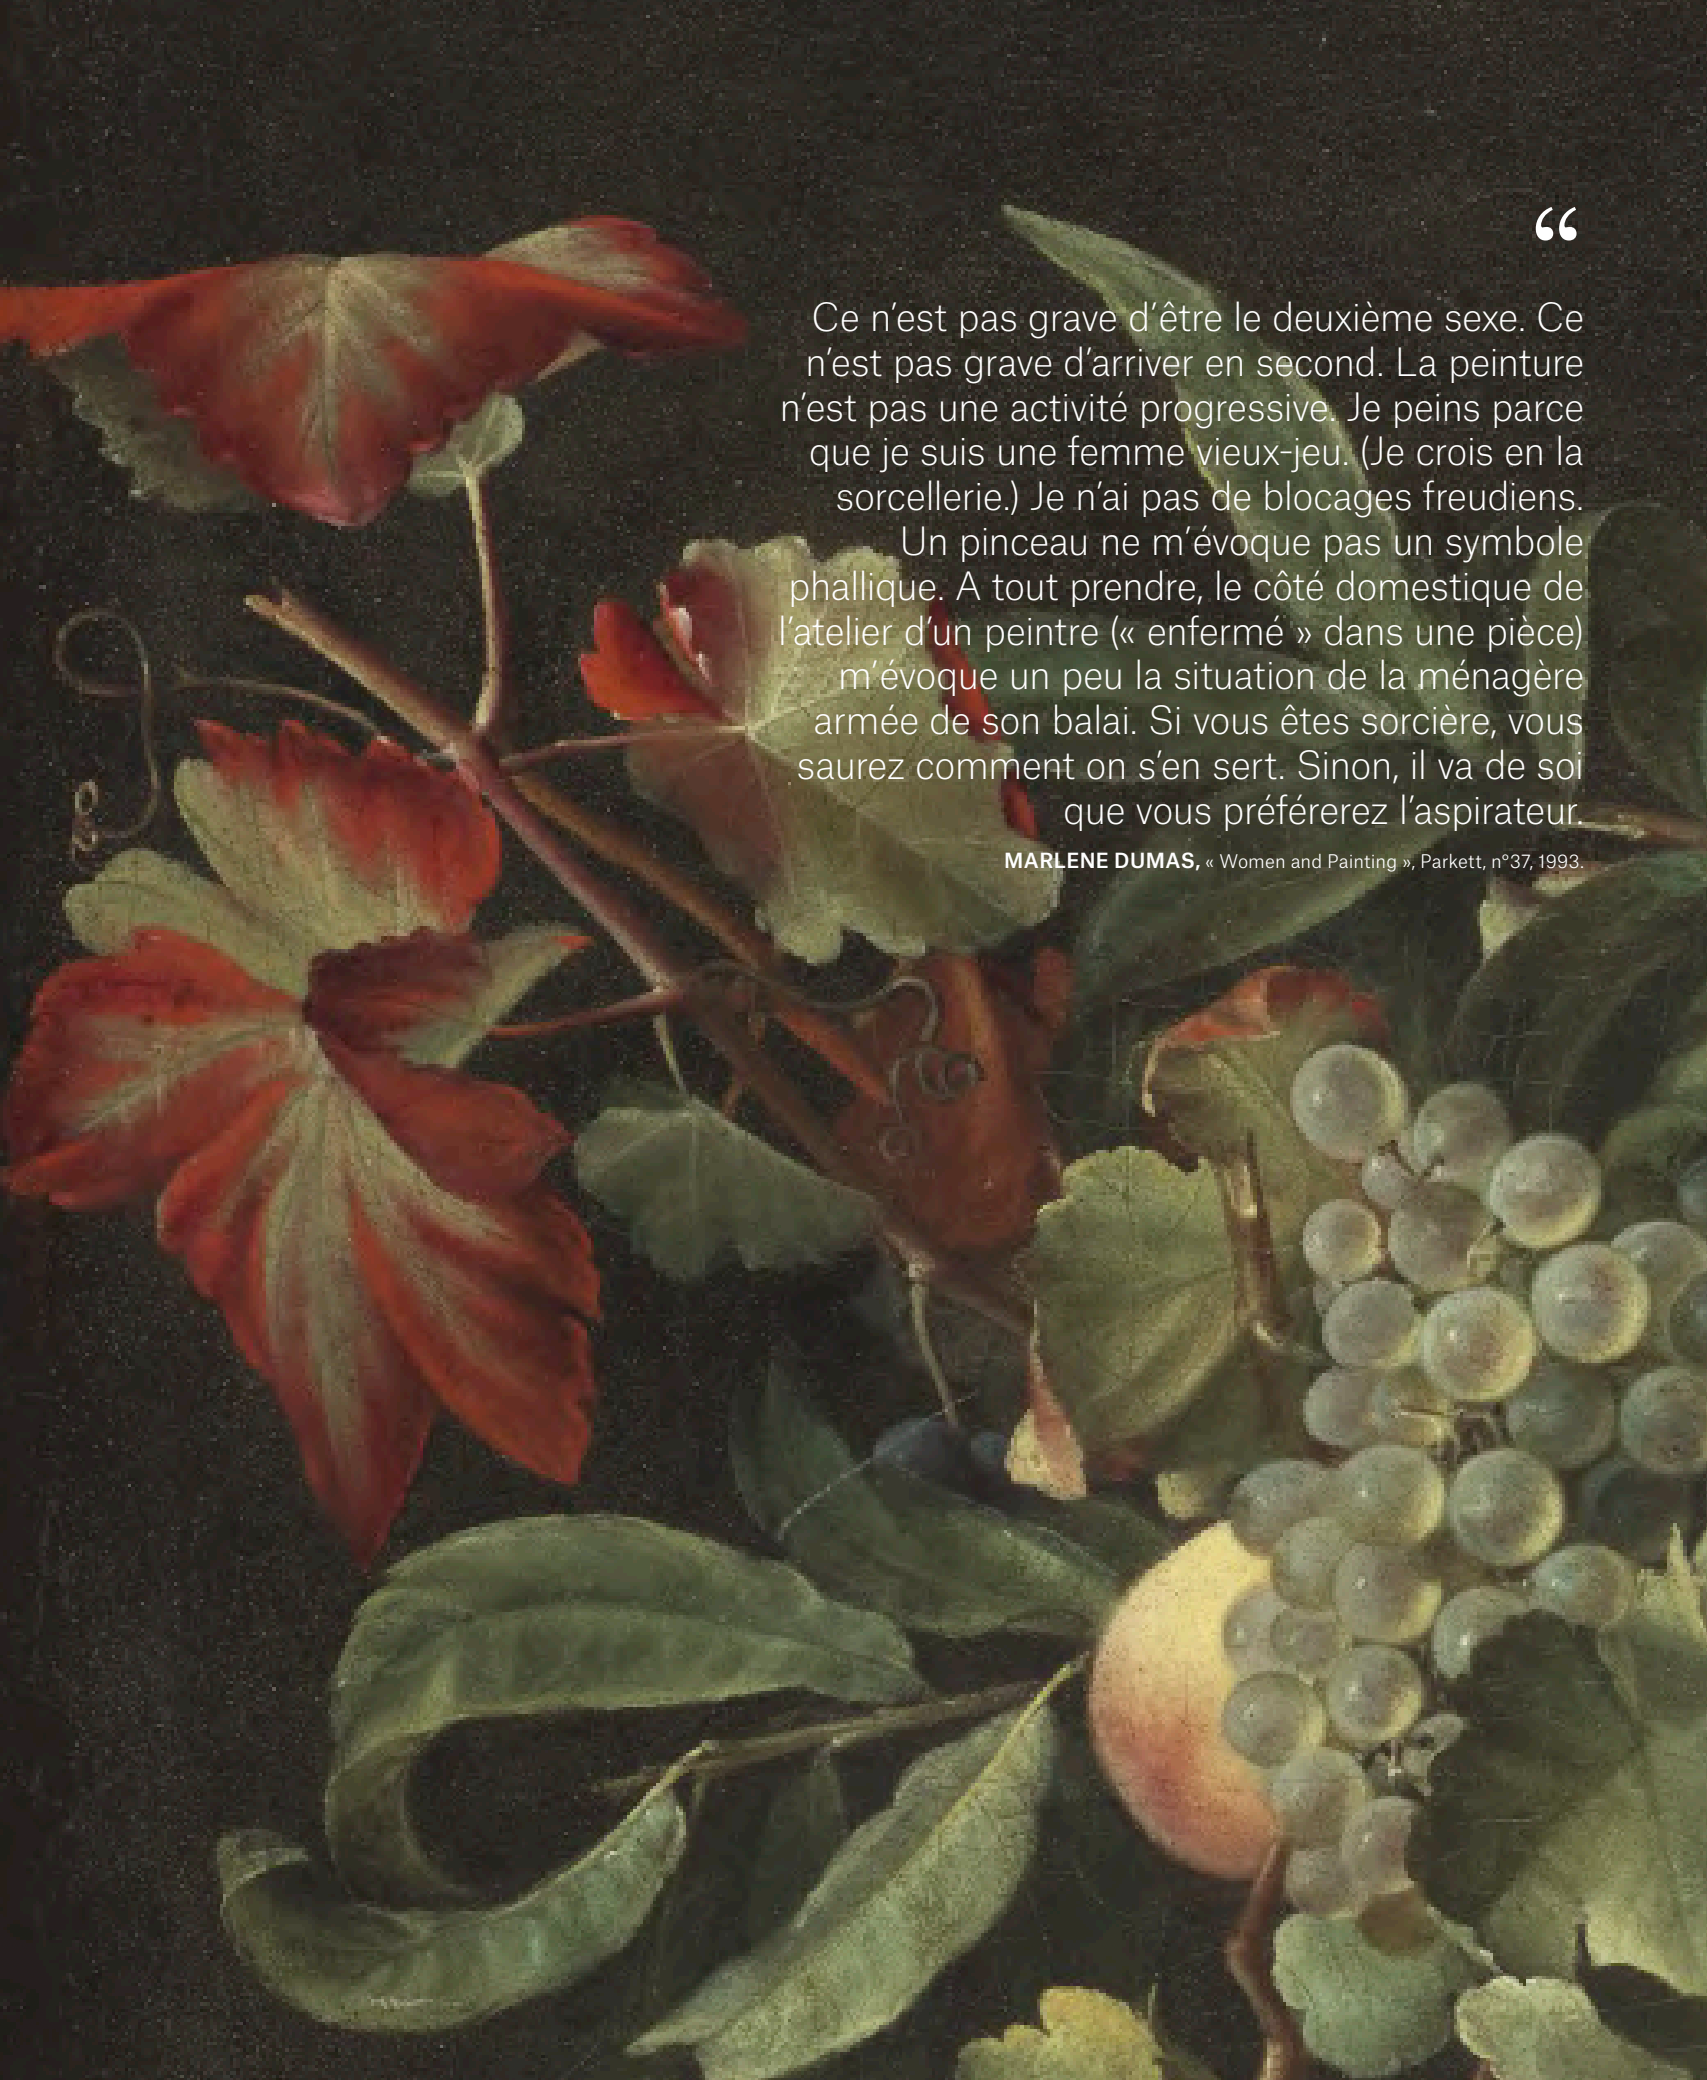 “
Ce n’est pas grave d’être le deuxième sexe. Ce
n’est pas grave d’arriver en second. La peinture
n’est pas une activité progressive. Je peins parce
que je suis une femme vieux-jeu. (Je crois en la
sorcellerie.) Je n’ai pas de blocages freudiens.
Un pinceau ne m’évoque pas un symbole
phallique. A tout prendre, le côté domestique de
l’atelier d’un peintre (« enfermé » dans une pièce)
m’évoque un peu la situation de la ménagère
armée de son balai. Si vous êtes sorcière, vous
saurez comment on s’en sert. Sinon, il va de soi
que vous préférerez l’aspirateur.
MARLENE DUMAS, « Women and Painting », Parkett, n°37, 1993.